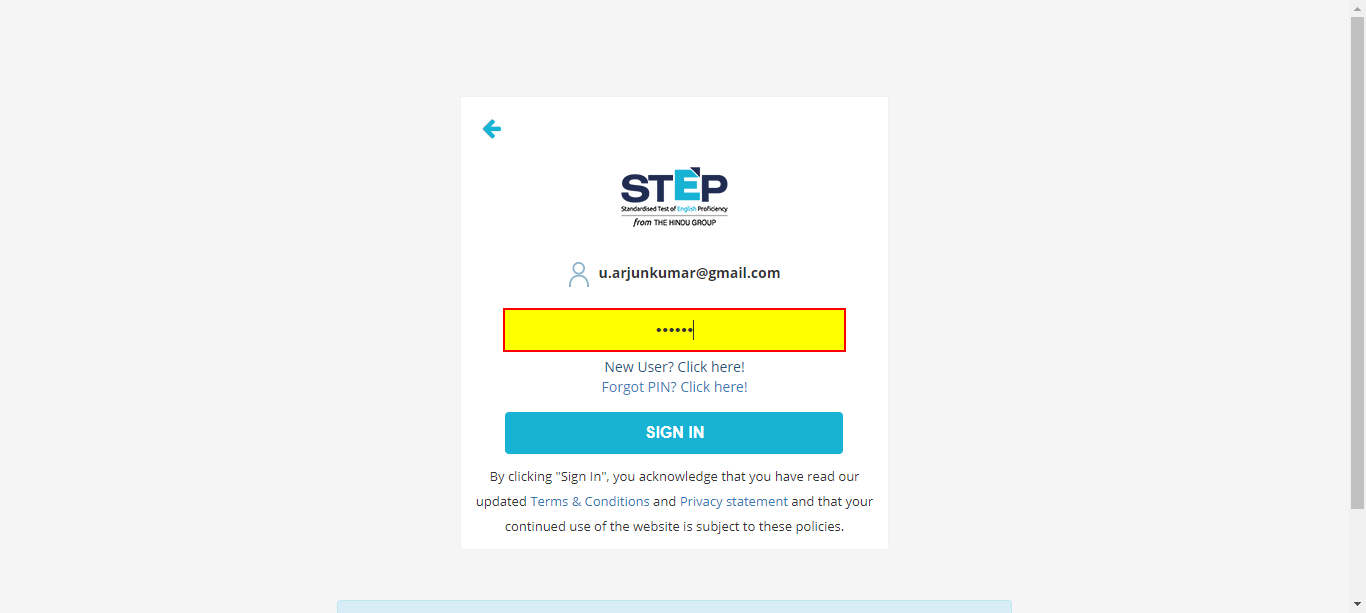 STEP
Standardised Test of English Proficiency
from THE HINDU GROUP
u.arjunkumar@gmail.com
••••••
New User? Click here!
Forgot PIN? Click here!
SIGN IN
By clicking "Sign In", you acknowledge that you have read our
updated Terms & Conditions and Privacy statement and that your
continued use of the website is subject to these policies.